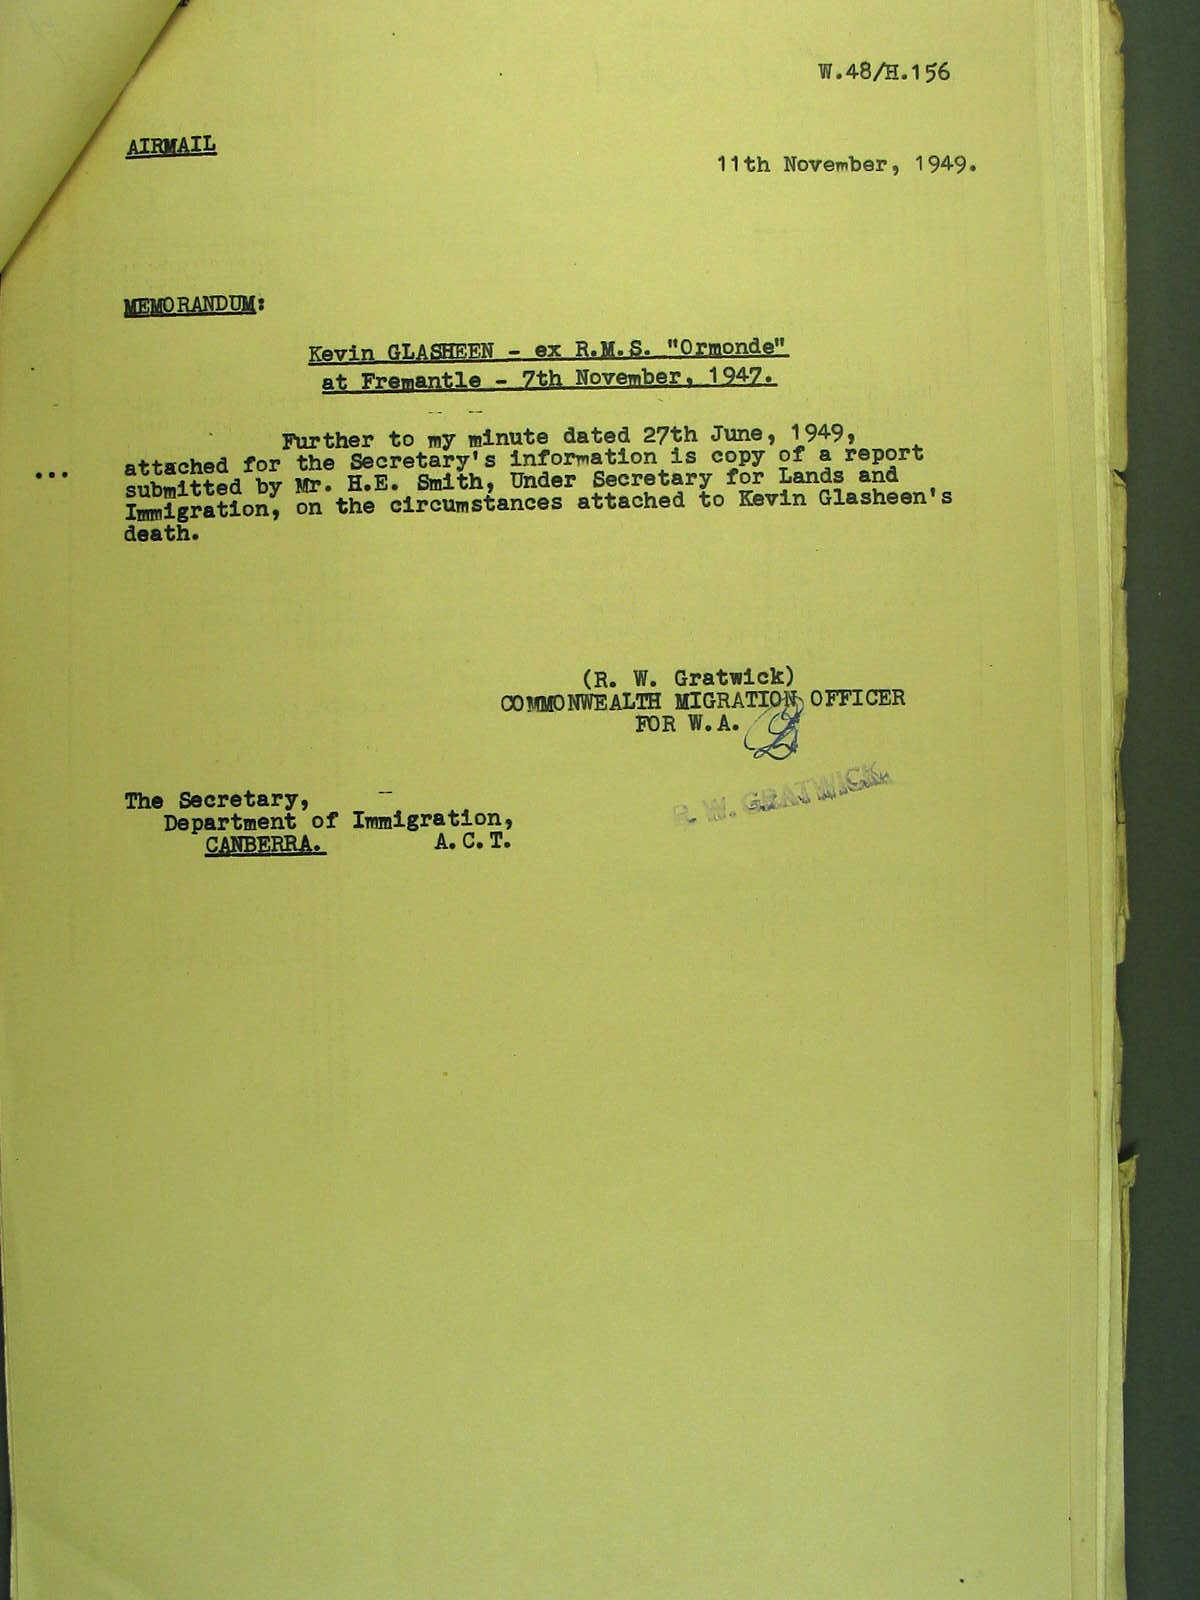 W.48/H.156
AIRMAIL
11th November, 1949.
MEMORANDUM:
Kevin GLASHEEN - ex R.M.S. "Ormonde"
at Fremantle - 7th November, 1947.
Further to my minute dated 27th June, 1949,
... attached for the Secretary's information is copy of a report
submitted by Mr. H.E. Smith, Under Secretary for Lands and
Immigration, on the circumstances attached to Kevin Glasheen's
death.
(R. W. Gratwick)
COMMONWEALTH MIGRATION OFFICER
FOR W.A.
R. W. GRATWICK.
The Secretary,
Department of Immigration,
CANBERRA. A.C.T.